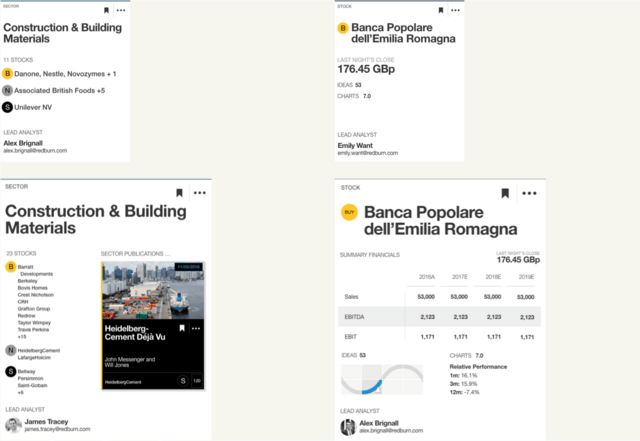 SECTOR
Construction & Building
Materials
11 STOCKS
B Danone, Nestle, Novozymes + 1
N Associated British Foods +5
S Unilever NV
LEAD ANALYST
Alex Brignall
alex.brignall@redburn.com
STOCK
B Banca Popolare
dell'Emilia Romagna
LAST NIGHT'S CLOSE
176.45 GBp
IDEAS 53
CHARTS 7.0
LEAD ANALYST
Emily Want
emily.want@redburn.com
SECTOR
Construction & Building
Materials
23 STOCKS
B Barratt
Developments
Berkeley
Bovis Homes
Crest Nicholson
CRH
Grafton Group
Redrow
Taylor Wimpey
Travis Perkins
+15
N HeidelbergCement
LafargeHolcim
S Bellway
Persimmon
Saint-Gobain
+6
SECTOR PUBLICATIONS ...
Heidelberg-
Cement Déjà Vu
John Messenger and
Will Jones
HeidelbergCement
S
120
LEAD ANALYST
James Tracey
james.tracey@redburn.com
STOCK
BUY Banca Popolare
dell'Emilia Romagna
SUMMARY FINANCIALS
LAST NIGHT'S CLOSE
176.45 GBp
2016A 2017E 2018E 2019E
Sales 53,000 53,000 53,000 53,000
EBITDA 2,123 2,123 2,123 2,123
EBIT 1,171 1,171 1,171 1,171
IDEAS 53
CHARTS 7.0
Relative Performance
1m: 16.1%
3m: 15.9%
12m: -7.4%
LEAD ANALYST
Alex Brignall
alex.brignall@redburn.com